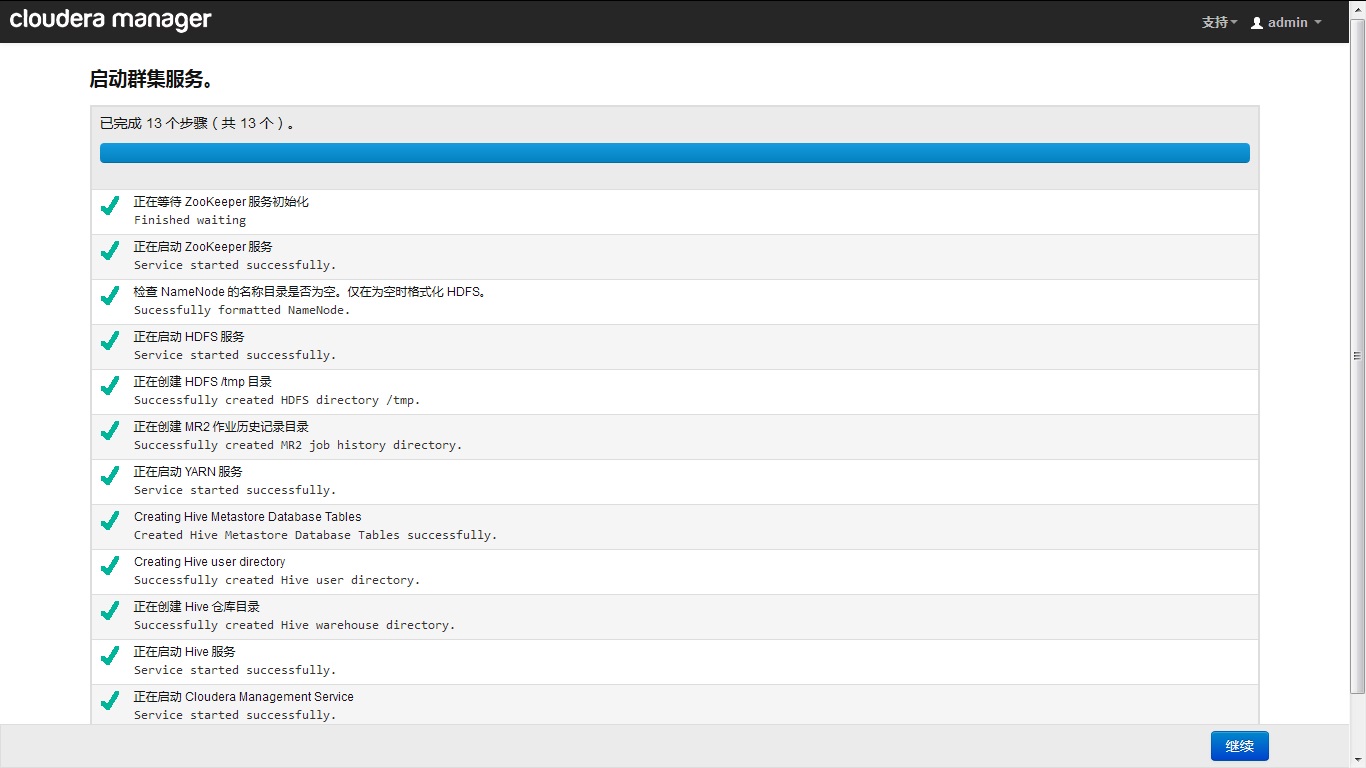 cloudera manager
支持 admin
启动群集服务。
已完成 13 个步骤（共 13 个）。
正在等待 ZooKeeper 服务初始化
Finished waiting
正在启动 ZooKeeper 服务
Service started successfully.
检查 NameNode 的名称目录是否为空。仅在为空时格式化 HDFS。
Sucessfully formatted NameNode.
正在启动 HDFS 服务
Service started successfully.
正在创建 HDFS /tmp 目录
Successfully created HDFS directory /tmp.
正在创建 MR2 作业历史记录目录
Successfully created MR2 job history directory.
正在启动 YARN 服务
Service started successfully.
Creating Hive Metastore Database Tables
Created Hive Metastore Database Tables successfully.
Creating Hive user directory
Successfully created Hive user directory.
正在创建 Hive 仓库目录
Successfully created Hive warehouse directory.
正在启动 Hive 服务
Service started successfully.
正在启动 Cloudera Management Service
Service started successfully.
继续